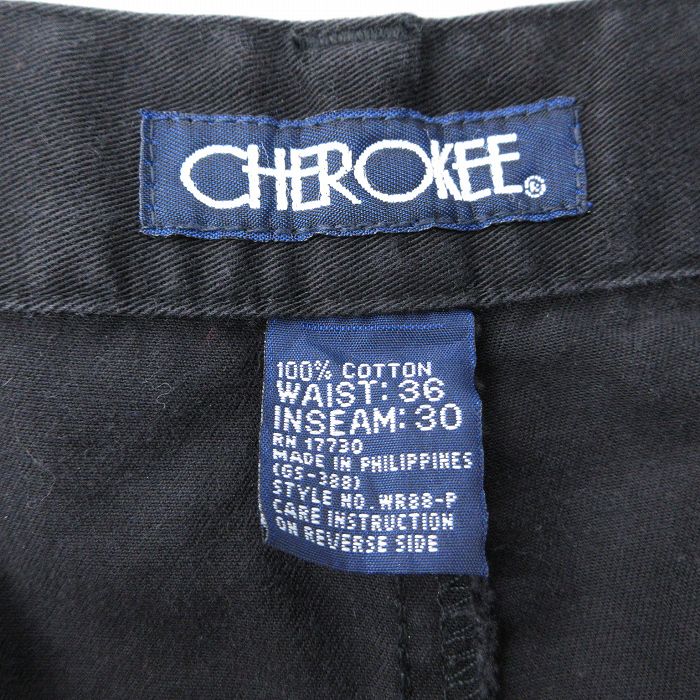 CHEROKEE®
100% COTTON
WAIST: 36
INSEAM: 30
RN 17730
MADE IN PHILIPPINES
(GS-388)
STYLE NO. WR88-P
CARE INSTRUCTION
ON REVERSE SIDE